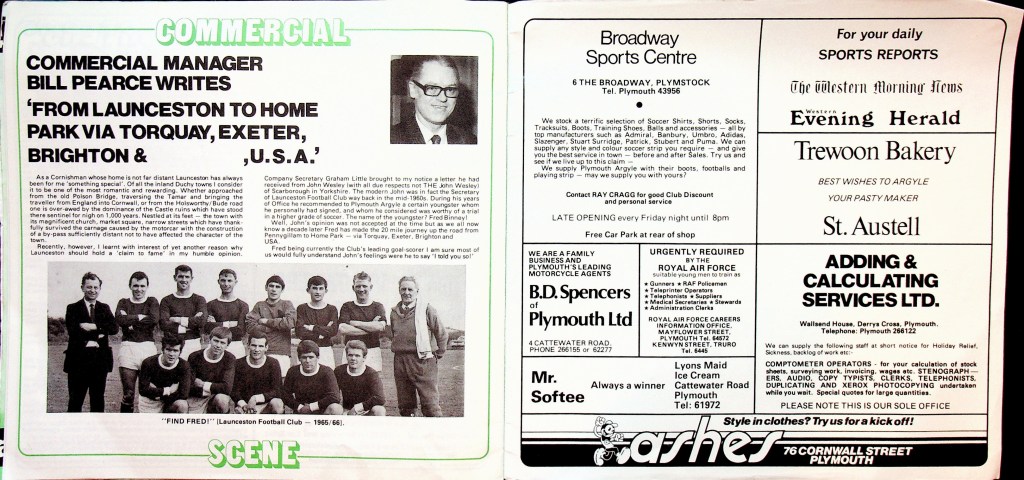 COMMERCIAL
COMMERCIAL MANAGER
BILL PEARCE WRITES
'FROM LAUNCESTON TO HOME
PARK VIA TORQUAY, EXETER,
BRIGHTON & ,U.S.A.'
As a Cornishman whose home is not far distant Launceston has always
been for me 'something special'. Of all the inland Duchy towns I consider
it to be one of the most romantic and rewarding. Whether approached
from the old Polson Bridge, traversing the Tamar and bringing the
traveller from England into Cornwall, or from the Holsworthy/Bude road
one is over-awed by the dominance of the Castle ruins which have stood
there sentinel for nigh on 1,000 years. Nestled at its feet — the town with
its magnificent church, market square, narrow streets which have thank-
fully survived the carnage caused by the motorcar with the construction
of a by-pass sufficiently distant not to have affected the character of the
town.
Recently, however, I learnt with interest of yet another reason why
Launceston should hold a 'claim to fame' in my humble opinion.
Company Secretary Graham Little brought to my notice a letter he had
received from John Wesley (with all due respects not THE John Wesley)
of Scarborough Yorkshire. The modern John was in fact the Secretary
of Launceston Football Club way back in the mid-1960s. During his years
of Office he recommended to Plymouth Argyle a certain youngster whom
he personally had signed, and whom he considered was worthy of a trial
in a higher grade of soccer. The name of the youngster? Fred Binney!
Well, John's opinion was not accepted at the time but as we all now
know a decade later Fred has made the 20 mile journey up the road from
Pennygillam to Home Park — via Torquay, Exeter, Brighton and
USA.
Fred being currently the Club's leading goal-scorer I am sure most of
us would fully understand John's feelings were he to say 'I told you so!'
"FIND FRED!" [Launceston Football Club — 1965/66].
SCENE
Broadway
Sports Centre
6 THE BROADWAY, PLYMSTOCK
Tel. Plymouth 43956
We stock a terrific selection of Soccer Shirts, Shorts, Socks,
Tracksuits, Boots, Training Shoes, Balls and accessories — all by
top manufacturers such as Admiral, Banbury, Umbro, Adidas,
Slazenger, Stuart Surridge, Patrick, Stubert and Puma. We can
supply any style and colour soccer strip you require — and give
you the best service in town — before and after Sales. Try us and
see if we live up to this claim —
We supply Plymouth Argyle with their boots, footballs and
playing strip — may we supply you with yours?
Contact RAY CRAGG for good Club Discount
and personal service
LATE OPENING every Friday night until 8pm
Free Car Park at rear of shop
WE ARE A FAMILY
BUSINESS AND
PLYMOUTH'S LEADING
MOTORCYCLE AGENTS
B.D. Spencers
of
Plymouth Ltd
4 CATTEWATER ROAD.
PHONE 266155 or 62277
URGENTLY REQUIRED
BY THE
ROYAL AIR FORCE
suitable young men to train as
★ Gunners ★ RAF Policemen
★ Teleprinter Operators
★ Telephonists ★ Suppliers
★ Medical Secretaries ★ Stewards
★ Administration Clerks
ROYAL AIR FORCE CAREERS
INFORMATION OFFICE.
MAYFLOWER STREET,
PLYMOUTH Tel. 64572
KENWYN STREET, TRURO
Tel. 6445
Mr.
Softee
Always a winner
Lyons Maid
Ice Cream
Cattewater Road
Plymouth
Tel: 61972
For your daily
SPORTS REPORTS
The Western Morning News
Western
Evening Herald
Trewoon Bakery
BEST WISHES TO ARGYLE
YOUR PASTY MAKER
St. Austell
ADDING &
CALCULATING
SERVICES LTD.
Wallsend House, Derrys Cross, Plymouth.
Telephone: Plymouth 266122
We can supply the following staff at short notice for Holiday Relief,
Sickness, backlog of work etc:-
COMPTOMETER OPERATORS - for your calculation of stock
sheets, surveying work, invoicing, wages etc. STENOGRAPH—
ERS, AUDIO, COPY TYPISTS, CLERKS, TELEPHONISTS,
DUPLICATING AND XEROX PHOTOCOPYING undertaken
while you wait. Special quotes for large quantities.
PLEASE NOTE THIS IS OUR SOLE OFFICE
Style in clothes? Try us for a kick off!
ashes
76 CORNWALL STREET
PLYMOUTH